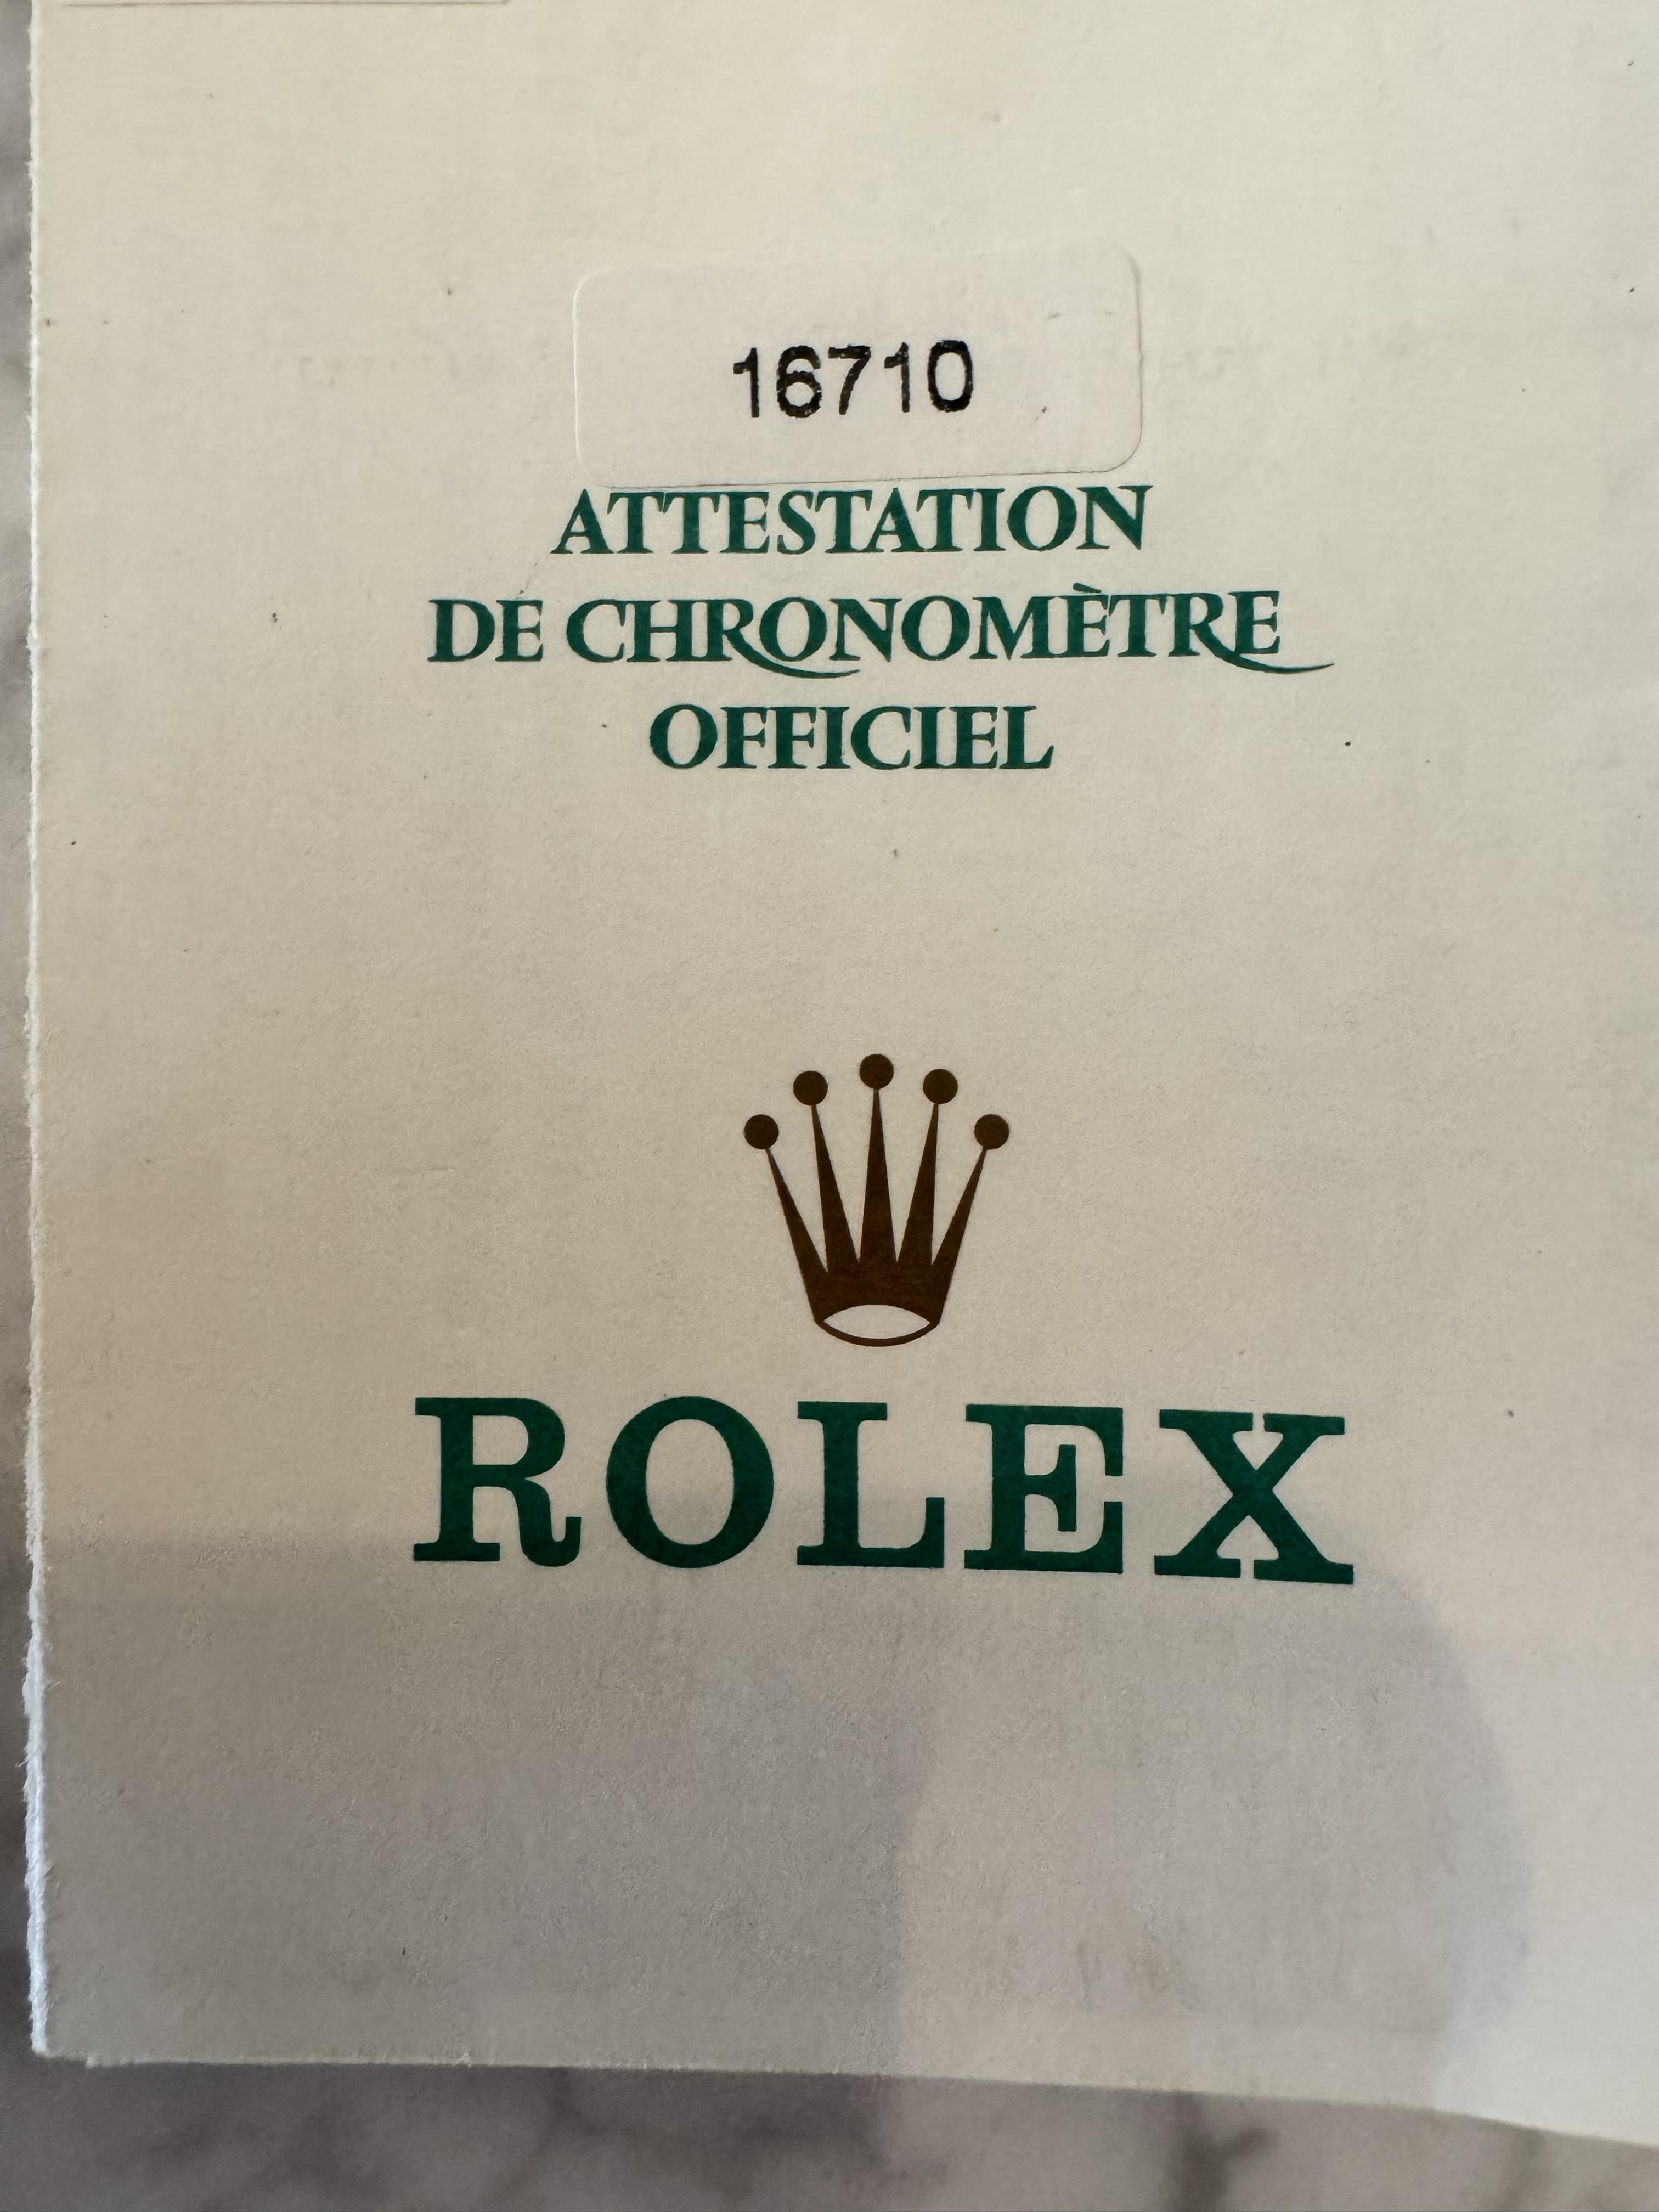 16710
ATTESTATION
DE CHRONOMÈTRE
OFFICIEL
ROLEX